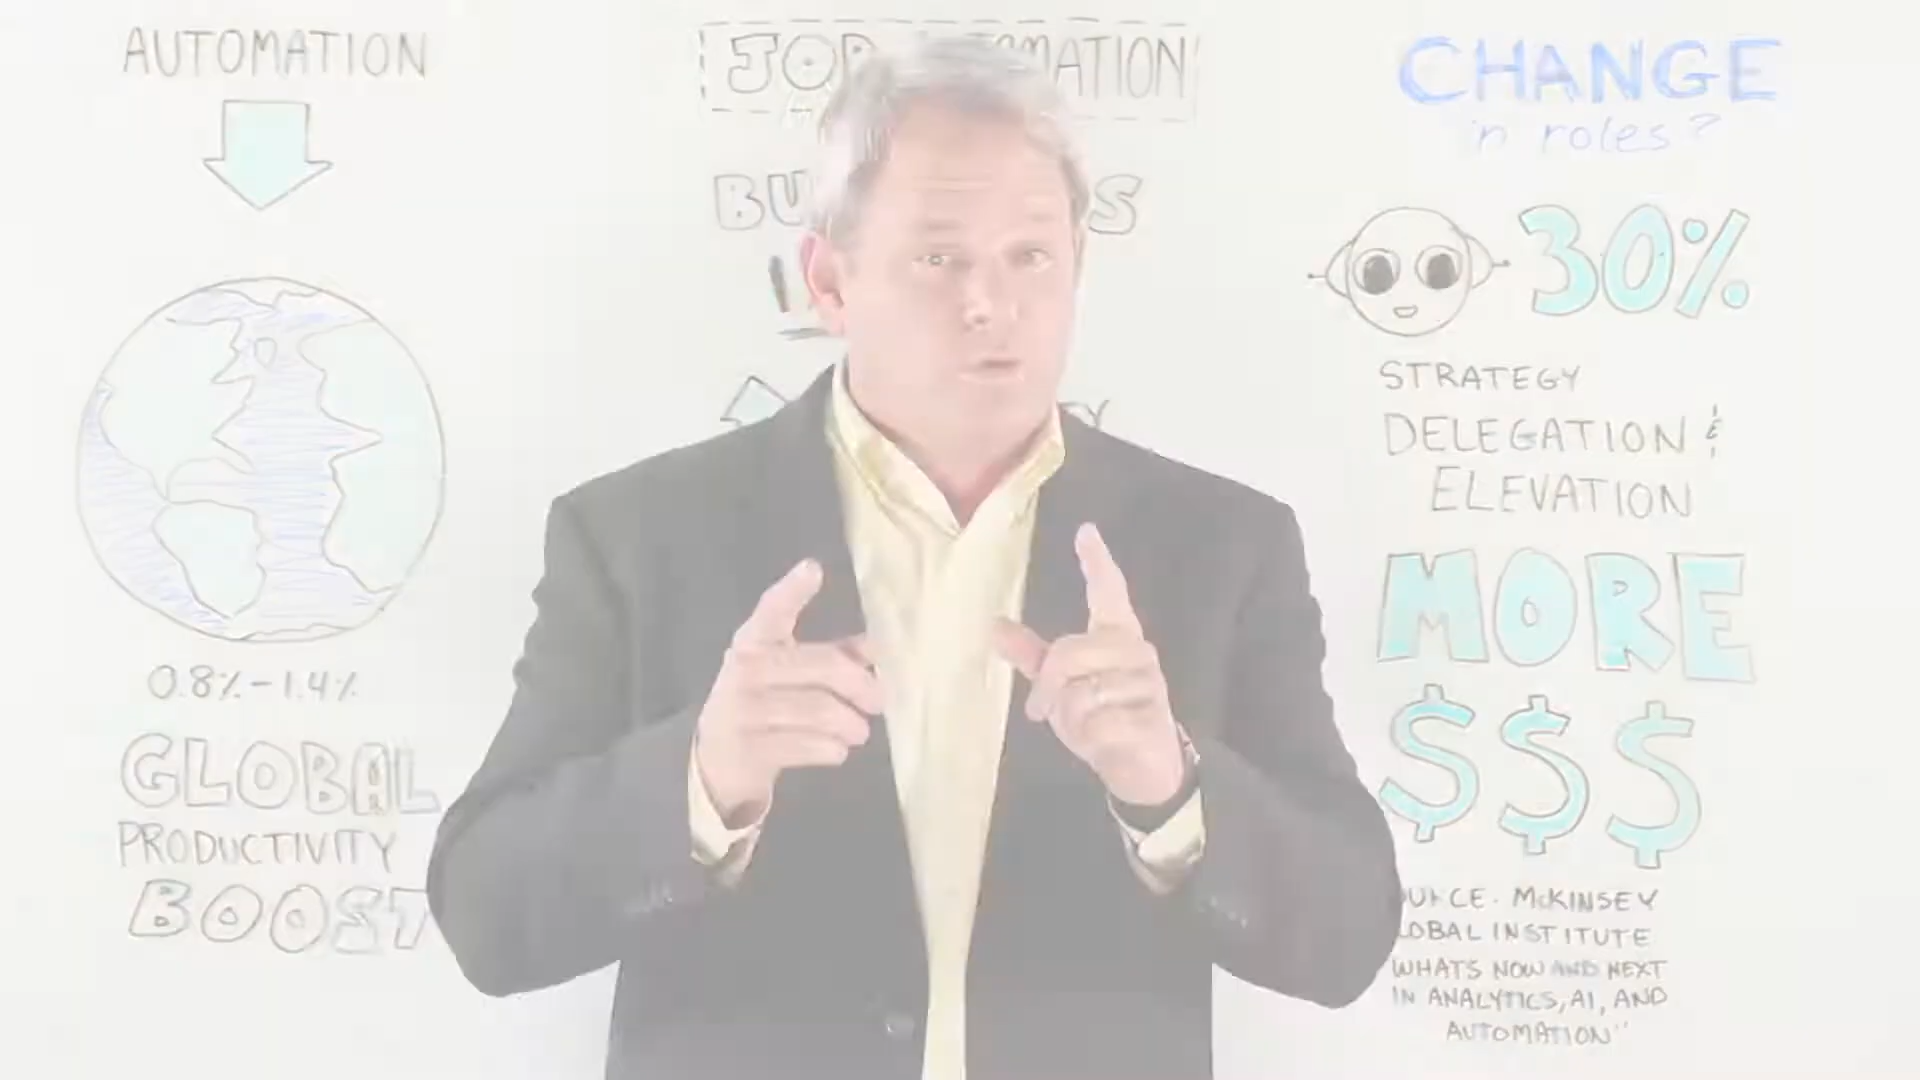 AUTOMATION
0.8%-1.4%
GLOBAL
PRODUCTIVITY
BOOST
CHANGE
in roles?
30%
STRATEGY
DELEGATION &
ELEVATION
MORE
$$$
McKINSEY
INSTITUTE
WHATS NOW AND NEXT
IN ANALYTICS, AI, AND
AUTOMATION"